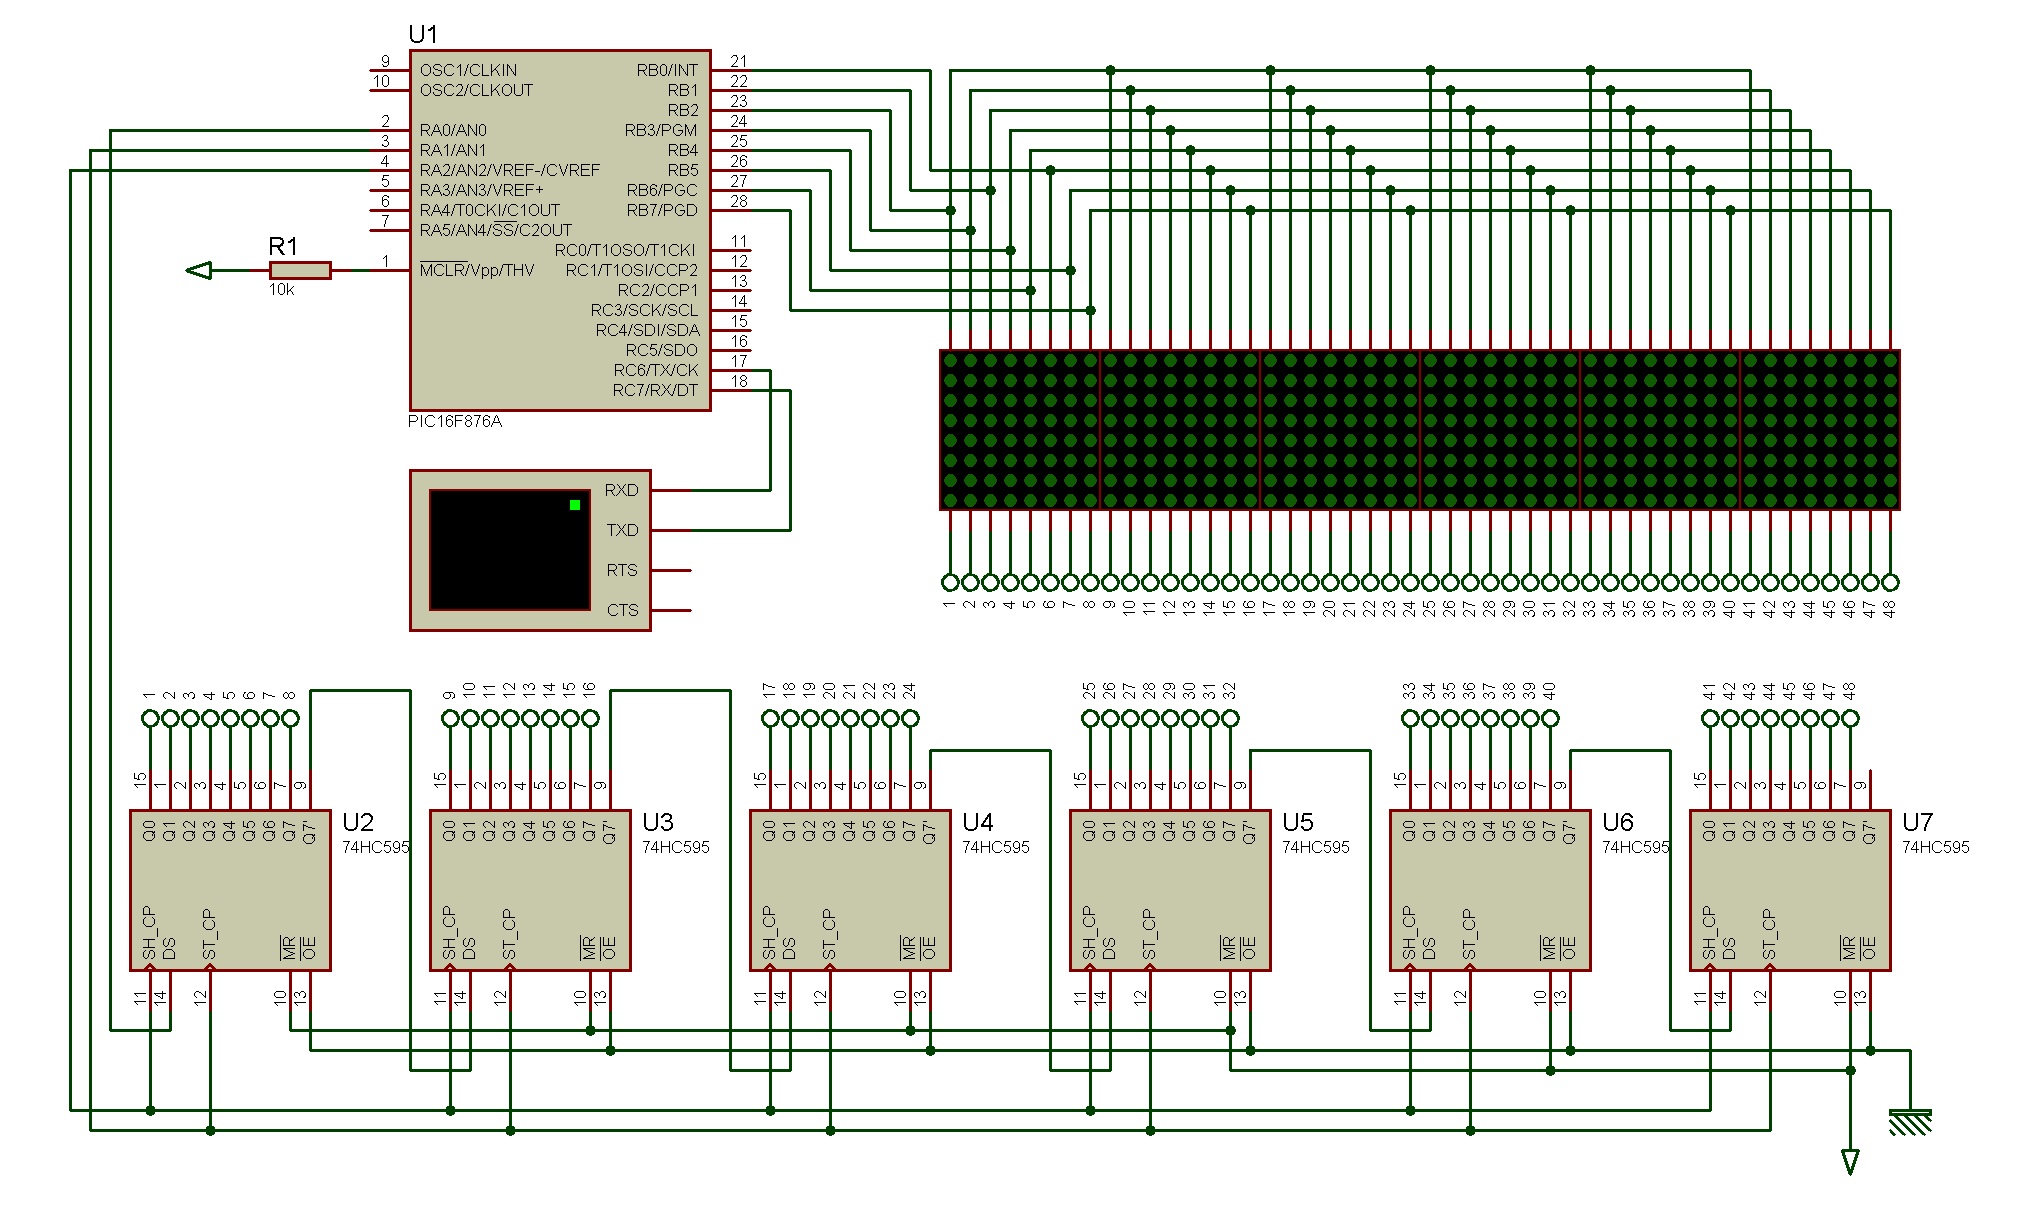 U1
9 OSC1/CLKIN RB0/INT 21
10 OSC2/CLKOUT RB1 22
RB2 23
2 RA0/AN0 RB3/PGM 24
3 RA1/AN1 RB4 25
4 RA2/AN2/VREF-/CVREF RB5 26
5 RA3/AN3/VREF+ RB6/PGC 27
6 RA4/T0CKI/C1OUT RB7/PGD 28
7 RA5/AN4/SS/C2OUT
RC0/T1OSO/T1CKI 11
R1 1 MCLR/Vpp/THV RC1/T1OSI/CCP2 12
10k RC2/CCP1 13
RC3/SCK/SCL 14
RC4/SDI/SDA 15
RC5/SDO 16
RC6/TX/CK 17
RC7/RX/DT 18
PIC16F876A
RXD
TXD
RTS
CTS
1 2 3 4 5 6 7 8 9 10 11 12 13 14 15 16 17 18 19 20 21 22 23 24 25 26 27 28 29 30 31 32 33 34 35 36 37 38 39 40 41 42 43 44 45 46 47 48
1 2 3 4 5 6 7 8 9 10 11 12 13 14 15 16 17 18 19 20 21 22 23 24 25 26 27 28 29 30 31 32 33 34 35 36 37 38 39 40 41 42 43 44 45 46 47 48
15 1 2 3 4 5 6 7 9 15 1 2 3 4 5 6 7 9 15 1 2 3 4 5 6 7 9 15 1 2 3 4 5 6 7 9 15 1 2 3 4 5 6 7 9 15 1 2 3 4 5 6 7 9
Q0 Q1 Q2 Q3 Q4 Q5 Q6 Q7 Q7' U2 Q0 Q1 Q2 Q3 Q4 Q5 Q6 Q7 Q7' U3 Q0 Q1 Q2 Q3 Q4 Q5 Q6 Q7 Q7' U4 Q0 Q1 Q2 Q3 Q4 Q5 Q6 Q7 Q7' U5 Q0 Q1 Q2 Q3 Q4 Q5 Q6 Q7 Q7' U6 Q0 Q1 Q2 Q3 Q4 Q5 Q6 Q7 Q7' U7
74HC595 74HC595 74HC595 74HC595 74HC595 74HC595
SH_CP DS ST_CP MR OE SH_CP DS ST_CP MR OE SH_CP DS ST_CP MR OE SH_CP DS ST_CP MR OE SH_CP DS ST_CP MR OE SH_CP DS ST_CP MR OE
11 14 12 10 13 11 14 12 10 13 11 14 12 10 13 11 14 12 10 13 11 14 12 10 13 11 14 12 10 13